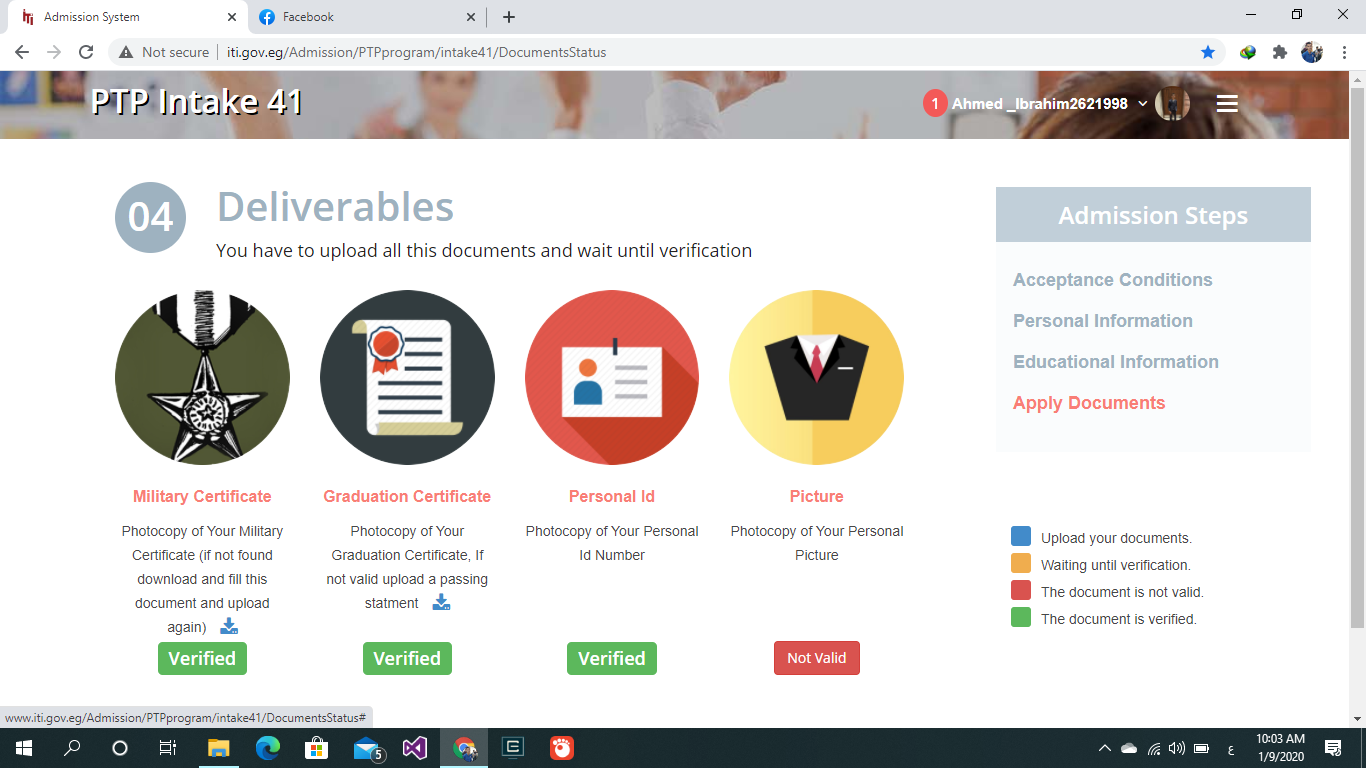 Admission System
Facebook
Not secure
iti.gov.eg/Admission/PTPprogram/intake41/DocumentsStatus
PTP Intake 41
1 Ahmed _Ibrahim2621998
04
Deliverables
You have to upload all this documents and wait until verification
Military Certificate
Photocopy of Your Military
Certificate (if not found
download and fill this
document and upload
again)
Verified
Graduation Certificate
Photocopy of Your
Graduation Certificate, If
not valid upload a passing
statment
Verified
Personal Id
Photocopy of Your Personal
Id Number
Verified
Picture
Photocopy of Your Personal
Picture
Not Valid
Admission Steps
Acceptance Conditions
Personal Information
Educational Information
Apply Documents
Upload your documents.
Waiting until verification.
The document is not valid.
The document is verified.
www.iti.gov.eg/Admission/PTPprogram/intake41/DocumentsStatus#
5
ع
10:03 AM
1/9/2020